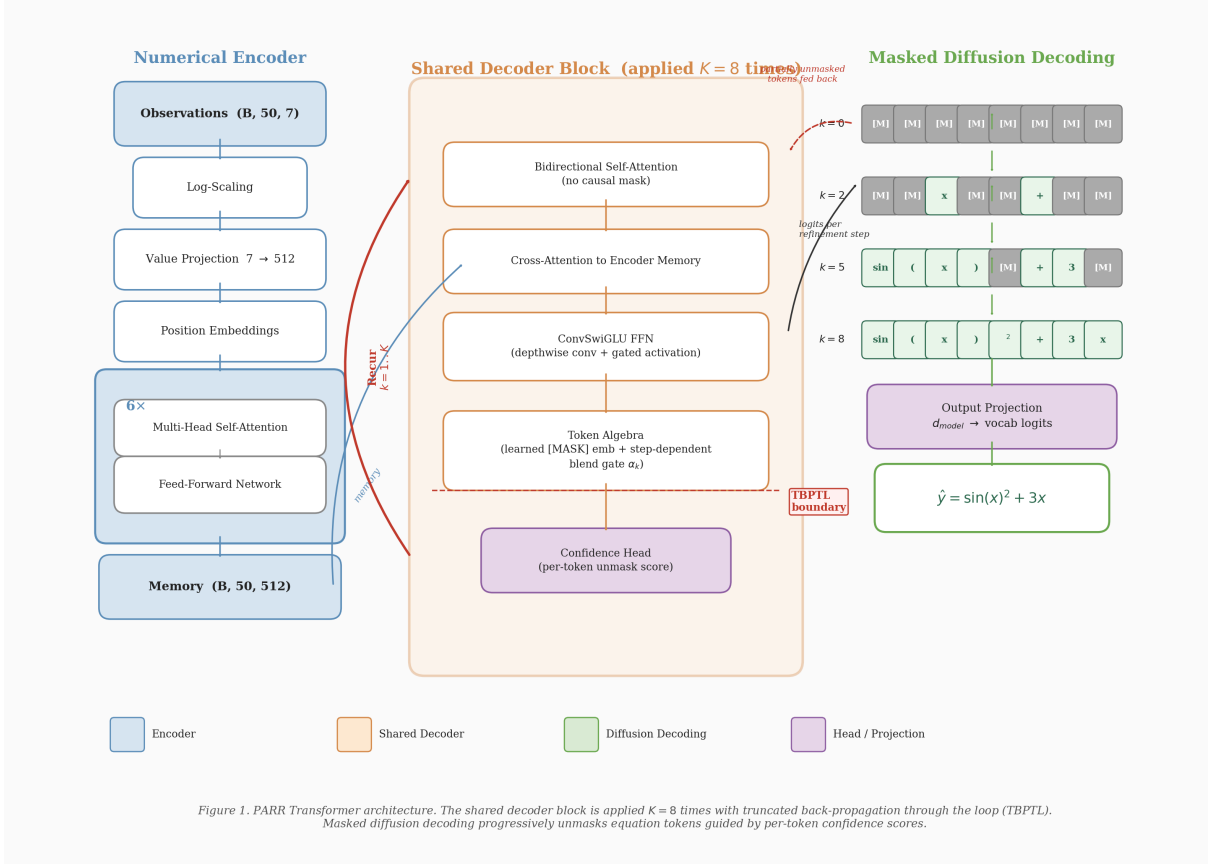 Numerical Encoder
Observations (B, 50, 7)
Log-Scaling
Value Projection 7 → 512
Position Embeddings
6×
Multi-Head Self-Attention
Feed-Forward Network
Memory (B, 50, 512)
memory
Recur
k = 1..K
Shared Decoder Block (applied K = 8 times)
Bidirectional Self-Attention
(no causal mask)
Cross-Attention to Encoder Memory
ConvSwiGLU FFN
(depthwise conv + gated activation)
Token Algebra
(learned [MASK] emb + step-dependent
blend gate αk)
TBPTL
boundary
Confidence Head
(per-token unmask score)
unmasked
tokens fed back
logits per
refinement step
Masked Diffusion Decoding
k = 0 [M] [M] [M] [M] [M] [M] [M] [M]
k = 2 [M] [M] x [M] [M] + [M] [M]
k = 5 sin ( x ) [M] + 3 [M]
k = 8 sin ( x ) ² + 3 x
Output Projection
dmodel → vocab logits
ŷ = sin(x)² + 3x
Encoder
Shared Decoder
Diffusion Decoding
Head / Projection
Figure 1. PARR Transformer architecture. The shared decoder block is applied K = 8 times with truncated back-propagation through the loop (TBPTL).
Masked diffusion decoding progressively unmasks equation tokens guided by per-token confidence scores.